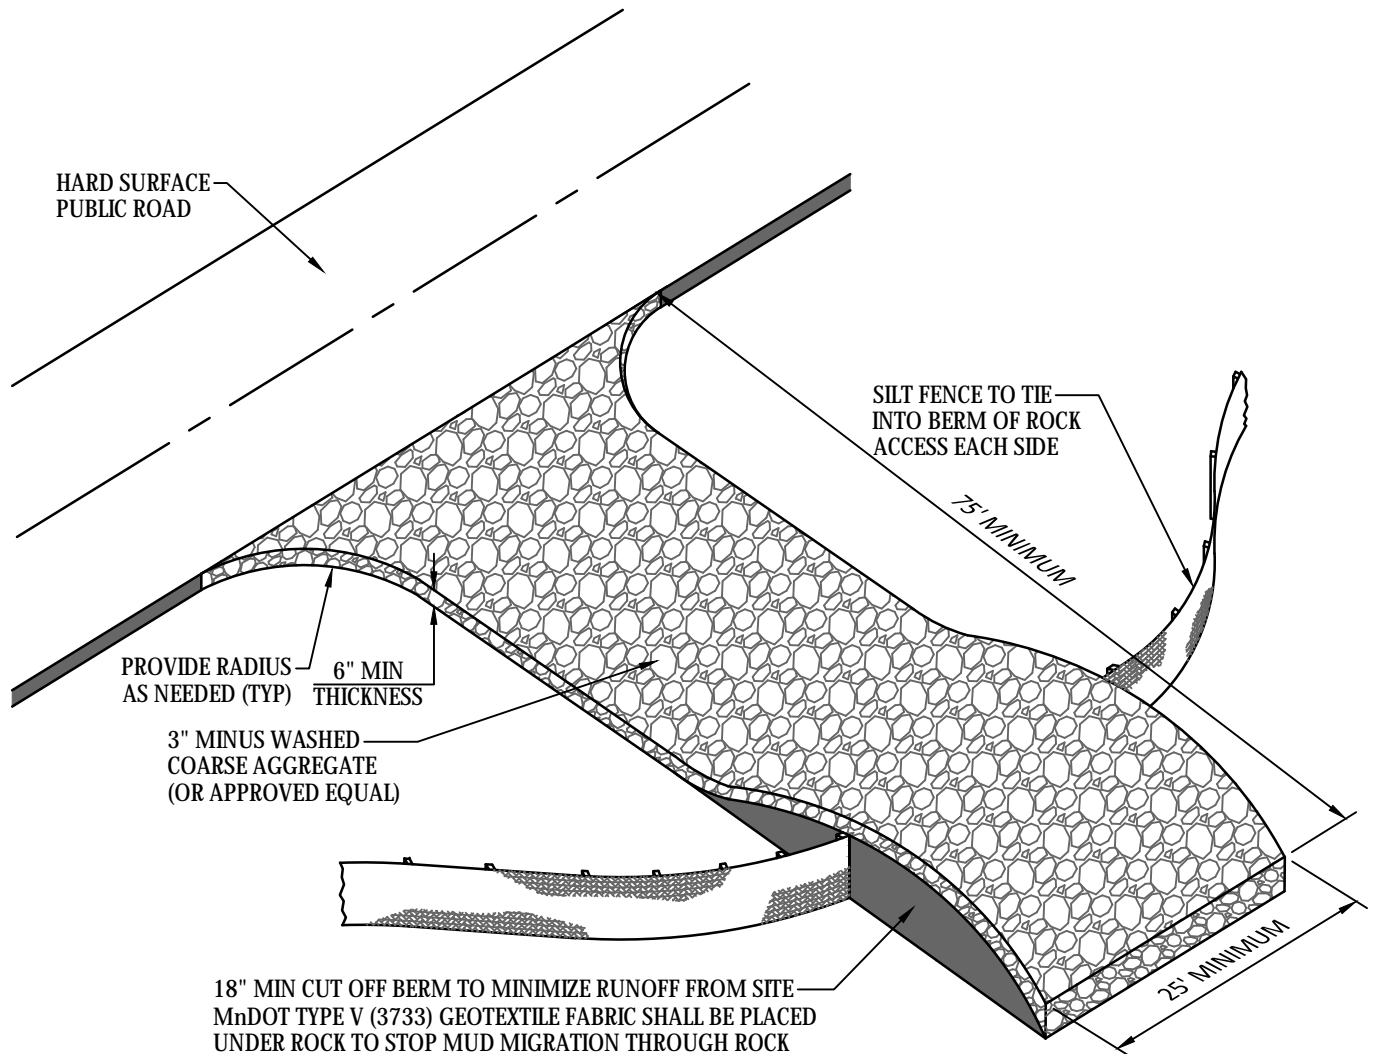 HARD SURFACE
PUBLIC ROAD
SILT FENCE TO TIE
INTO BERM OF ROCK
ACCESS EACH SIDE
75' MINIMUM
PROVIDE RADIUS
AS NEEDED (TYP)
6" MIN
THICKNESS
3" MINUS WASHED
COARSE AGGREGATE
(OR APPROVED EQUAL)
25' MINIMUM
18" MIN CUT OFF BERM TO MINIMIZE RUNOFF FROM SITE
MnDOT TYPE V (3733) GEOTEXTILE FABRIC SHALL BE PLACED
UNDER ROCK TO STOP MUD MIGRATION THROUGH ROCK